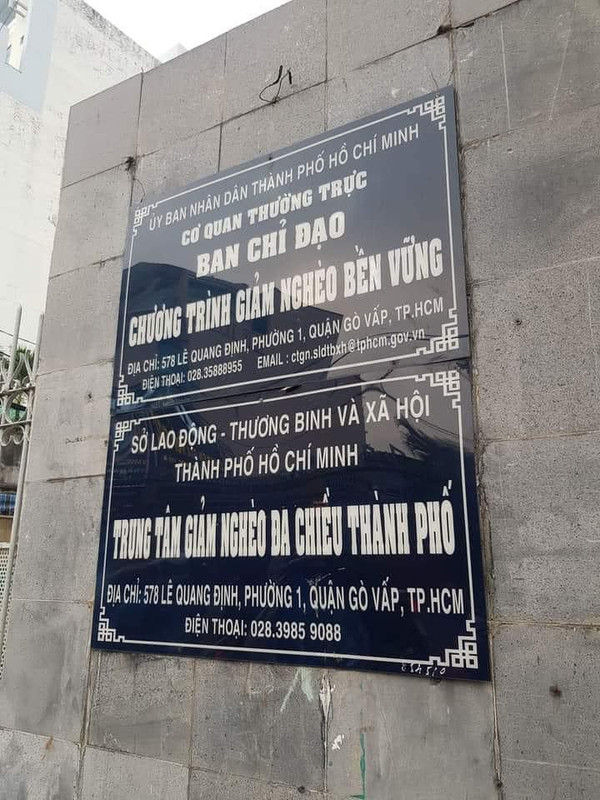 ỦY BAN NHÂN DÂN THÀNH PHỐ HỒ CHÍ MINH
CƠ QUAN THƯỜNG TRỰC
BAN CHỈ ĐẠO
CHƯƠNG TRÌNH GIẢM NGHÈO BỀN VỮNG
ĐỊA CHỈ: 578 LÊ QUANG ĐỊNH, PHƯỜNG 1, QUẬN GÒ VẤP, TP.HCM
ĐIỆN THOẠI: 028.35888955 EMAIL : ctgn.sldtbxh@tphcm.gov.vn
SỞ LAO ĐỘNG - THƯƠNG BINH VÀ XÃ HỘI
THÀNH PHỐ HỒ CHÍ MINH
TRUNG TÂM GIẢM NGHÈO ĐA CHIỀU THÀNH PHỐ
ĐỊA CHỈ: 578 LÊ QUANG ĐỊNH, PHƯỜNG 1, QUẬN GÒ VẤP, TP.HCM
ĐIỆN THOẠI: 028.3985 9088